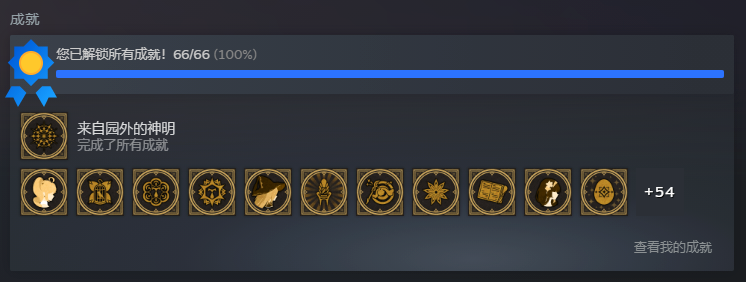 成就
您已解锁所有成就！66/66 (100%)
来自园外的神明
完成了所有成就
+54
查看我的成就